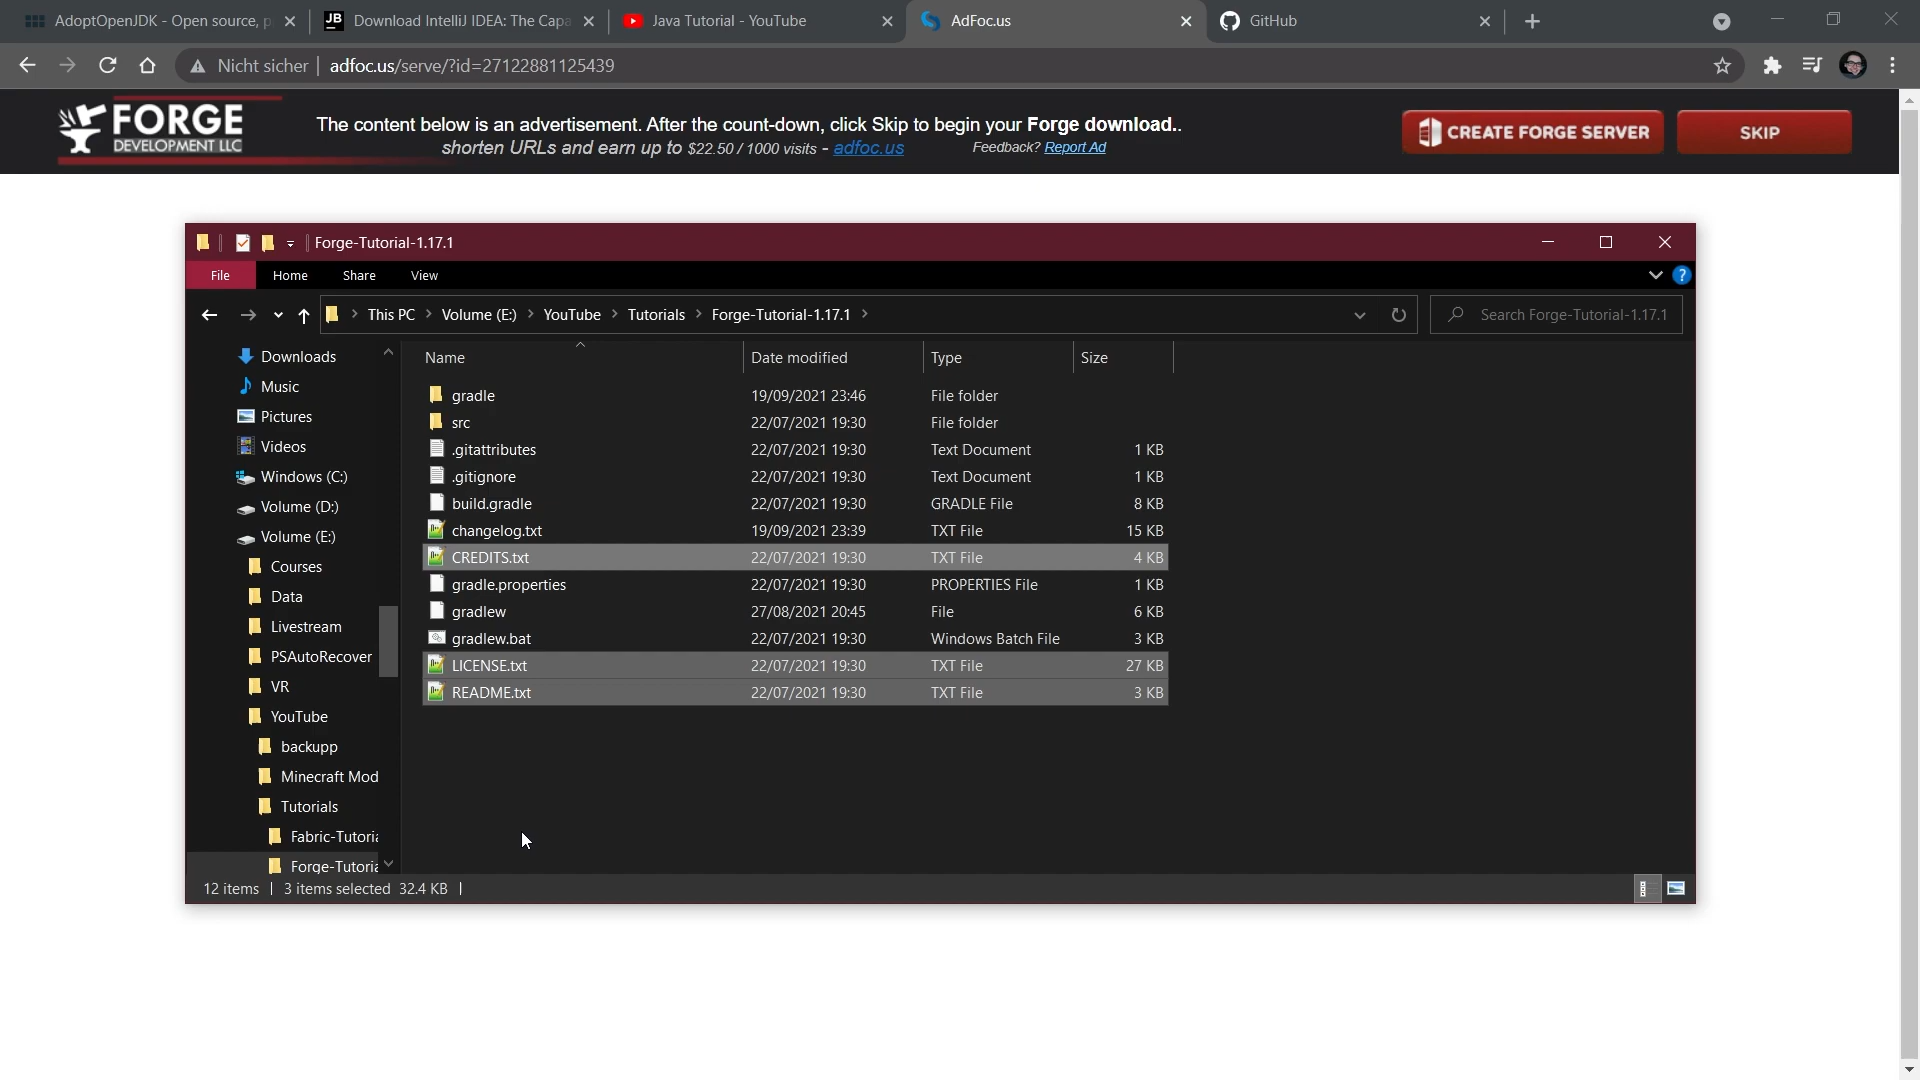 AdoptOpenJDK - Open source, p
Download IntelliJ IDEA: The Capa
Java Tutorial - YouTube
AdFoc.us
GitHub
Nicht sicher
adfoc.us/serve/?id=27122881125439
FORGE
DEVELOPMENT LLC
The content below is an advertisement. After the count-down, click Skip to begin your Forge download..
shorten URLs and earn up to $22.50 / 1000 visits - adfoc.us
Feedback? Report Ad
CREATE FORGE SERVER
SKIP
Forge-Tutorial-1.17.1
File Home Share View
This PC > Volume (E:) > YouTube > Tutorials > Forge-Tutorial-1.17.1 >
Search Forge-Tutorial-1.17.1
Downloads
Music
Pictures
Videos
Windows (C:)
Volume (D:)
Volume (E:)
Courses
Data
Livestream
PSAutoRecover
VR
YouTube
backupp
Minecraft Mod
Tutorials
Fabric-Tutoria
Forge-Tutoria
Name Date modified Type Size
gradle 19/09/2021 23:46 File folder
src 22/07/2021 19:30 File folder
.gitattributes 22/07/2021 19:30 Text Document 1 KB
.gitignore 22/07/2021 19:30 Text Document 1 KB
build.gradle 22/07/2021 19:30 GRADLE File 8 KB
changelog.txt 19/09/2021 23:39 TXT File 15 KB
CREDITS.txt 22/07/2021 19:30 TXT File 4 KB
gradle.properties 22/07/2021 19:30 PROPERTIES File 1 KB
gradlew 27/08/2021 20:45 File 6 KB
gradlew.bat 22/07/2021 19:30 Windows Batch File 3 KB
LICENSE.txt 22/07/2021 19:30 TXT File 27 KB
README.txt 22/07/2021 19:30 TXT File 3 KB
12 items 3 items selected 32.4 KB